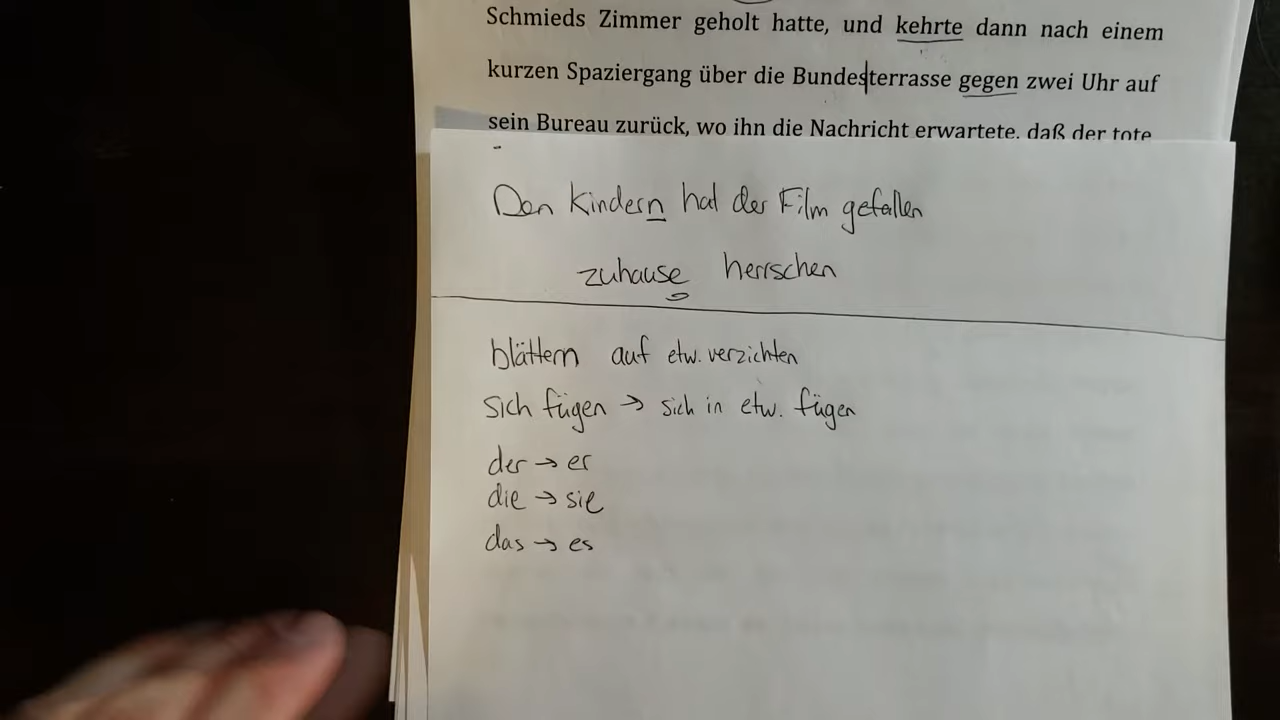 Schmieds Zimmer geholt hatte, und kehrte dann nach einem
kurzen Spaziergang über die Bundesterrasse gegen zwei Uhr auf
sein Bureau zurück, wo ihn die Nachricht erwartete, daß der tote
Den Kindern hat der Film gefallen
zuhause herrschen
blättern auf etw. verzichten
sich fügen → sich in etw. fügen
der → er
die → sie
das → es